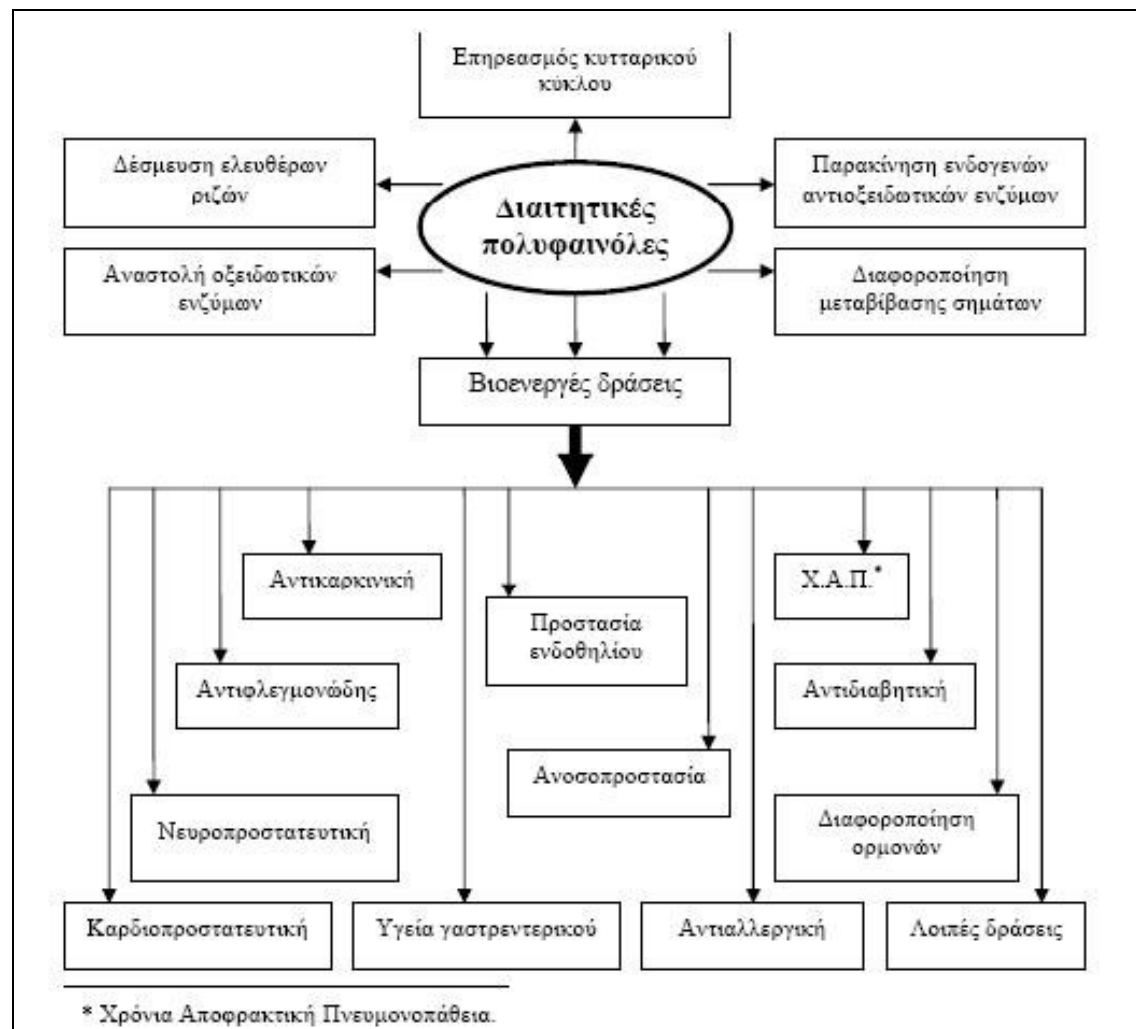 Επηρεασμός κυτταρικού
κύκλου
Δέσμευση ελευθέρων
ριζών
Διαιτητικές
πολυφαινόλες
Παρακίνηση ενδογενών
αντιοξειδωτικών ενζύμων
Αναστολή οξειδωτικών
ενζύμων
Διαφοροποίηση
μεταβίβασης σημάτων
Βιοενεργές δράσεις
Αντικαρκινική
Χ.Α.Π.*
Προστασία
ενδοθηλίου
Αντιφλεγμονώδης
Αντιδιαβητική
Ανοσοπροστασία
Νευροπροστατευτική
Διαφοροποίηση
ορμονών
Καρδιοπροστατευτική
Υγεία γαστρεντερικού
Αντιαλλεργική
Λοιπές δράσεις
* Χρόνια Αποφρακτική Πνευμονοπάθεια.